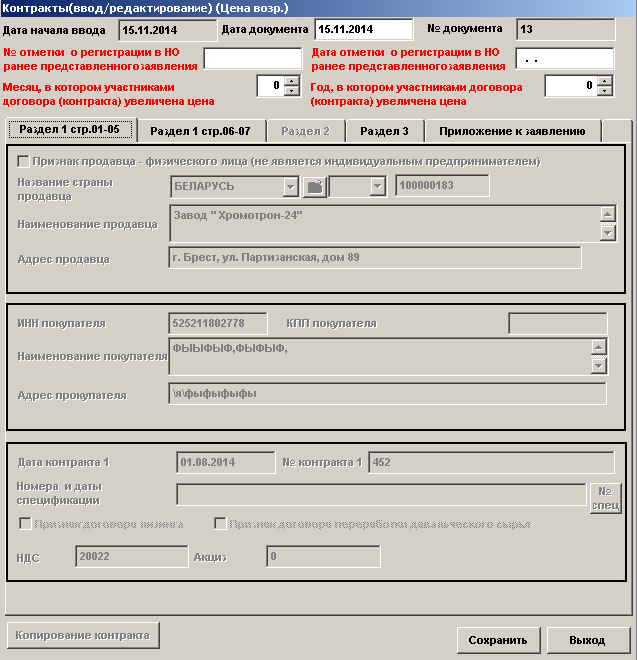 Контракты(ввод/редактирование) (Цена возр.)
Дата начала ввода 15.11.2014 Дата документа 15.11.2014 № документа 13
№ отметки о регистрации в НО
ранее представленногозаявления
Дата отметки о регистрации в НО
ранее представленногозаявления . .
Месяц, в котором участниками
договора (контракта) увеличена цена 0
Год, в котором участниками договора
(контракта) увеличена цена 0
Раздел 1 стр.01-05 Раздел 1 стр.06-07 Раздел 2 Раздел 3 Приложение к заявлению
Признак продавца - физического лица (не является индивидуальным предпринимателем)
Название страны
продавца БЕЛАРУСЬ 100000183
Наименование продавца Завод " Хромотрон-24"
Адрес продавца г. Брест, ул. Партизанская, дом 89
ИНН покупателя 525211802778 КПП покупателя
Наименование покупателя ФЫЫФЫФ,ФЫФЫФ,
Адрес прокупателя \я\фыфыфыфы
Дата контракта 1 01.08.2014 № контракта 1 452
Номера и даты
спецификации
№
спец
Признак договора лизинга Признак договора переработки давальческого сырья
НДС 20022 Акциз 0
Копирование контракта
Сохранить Выход